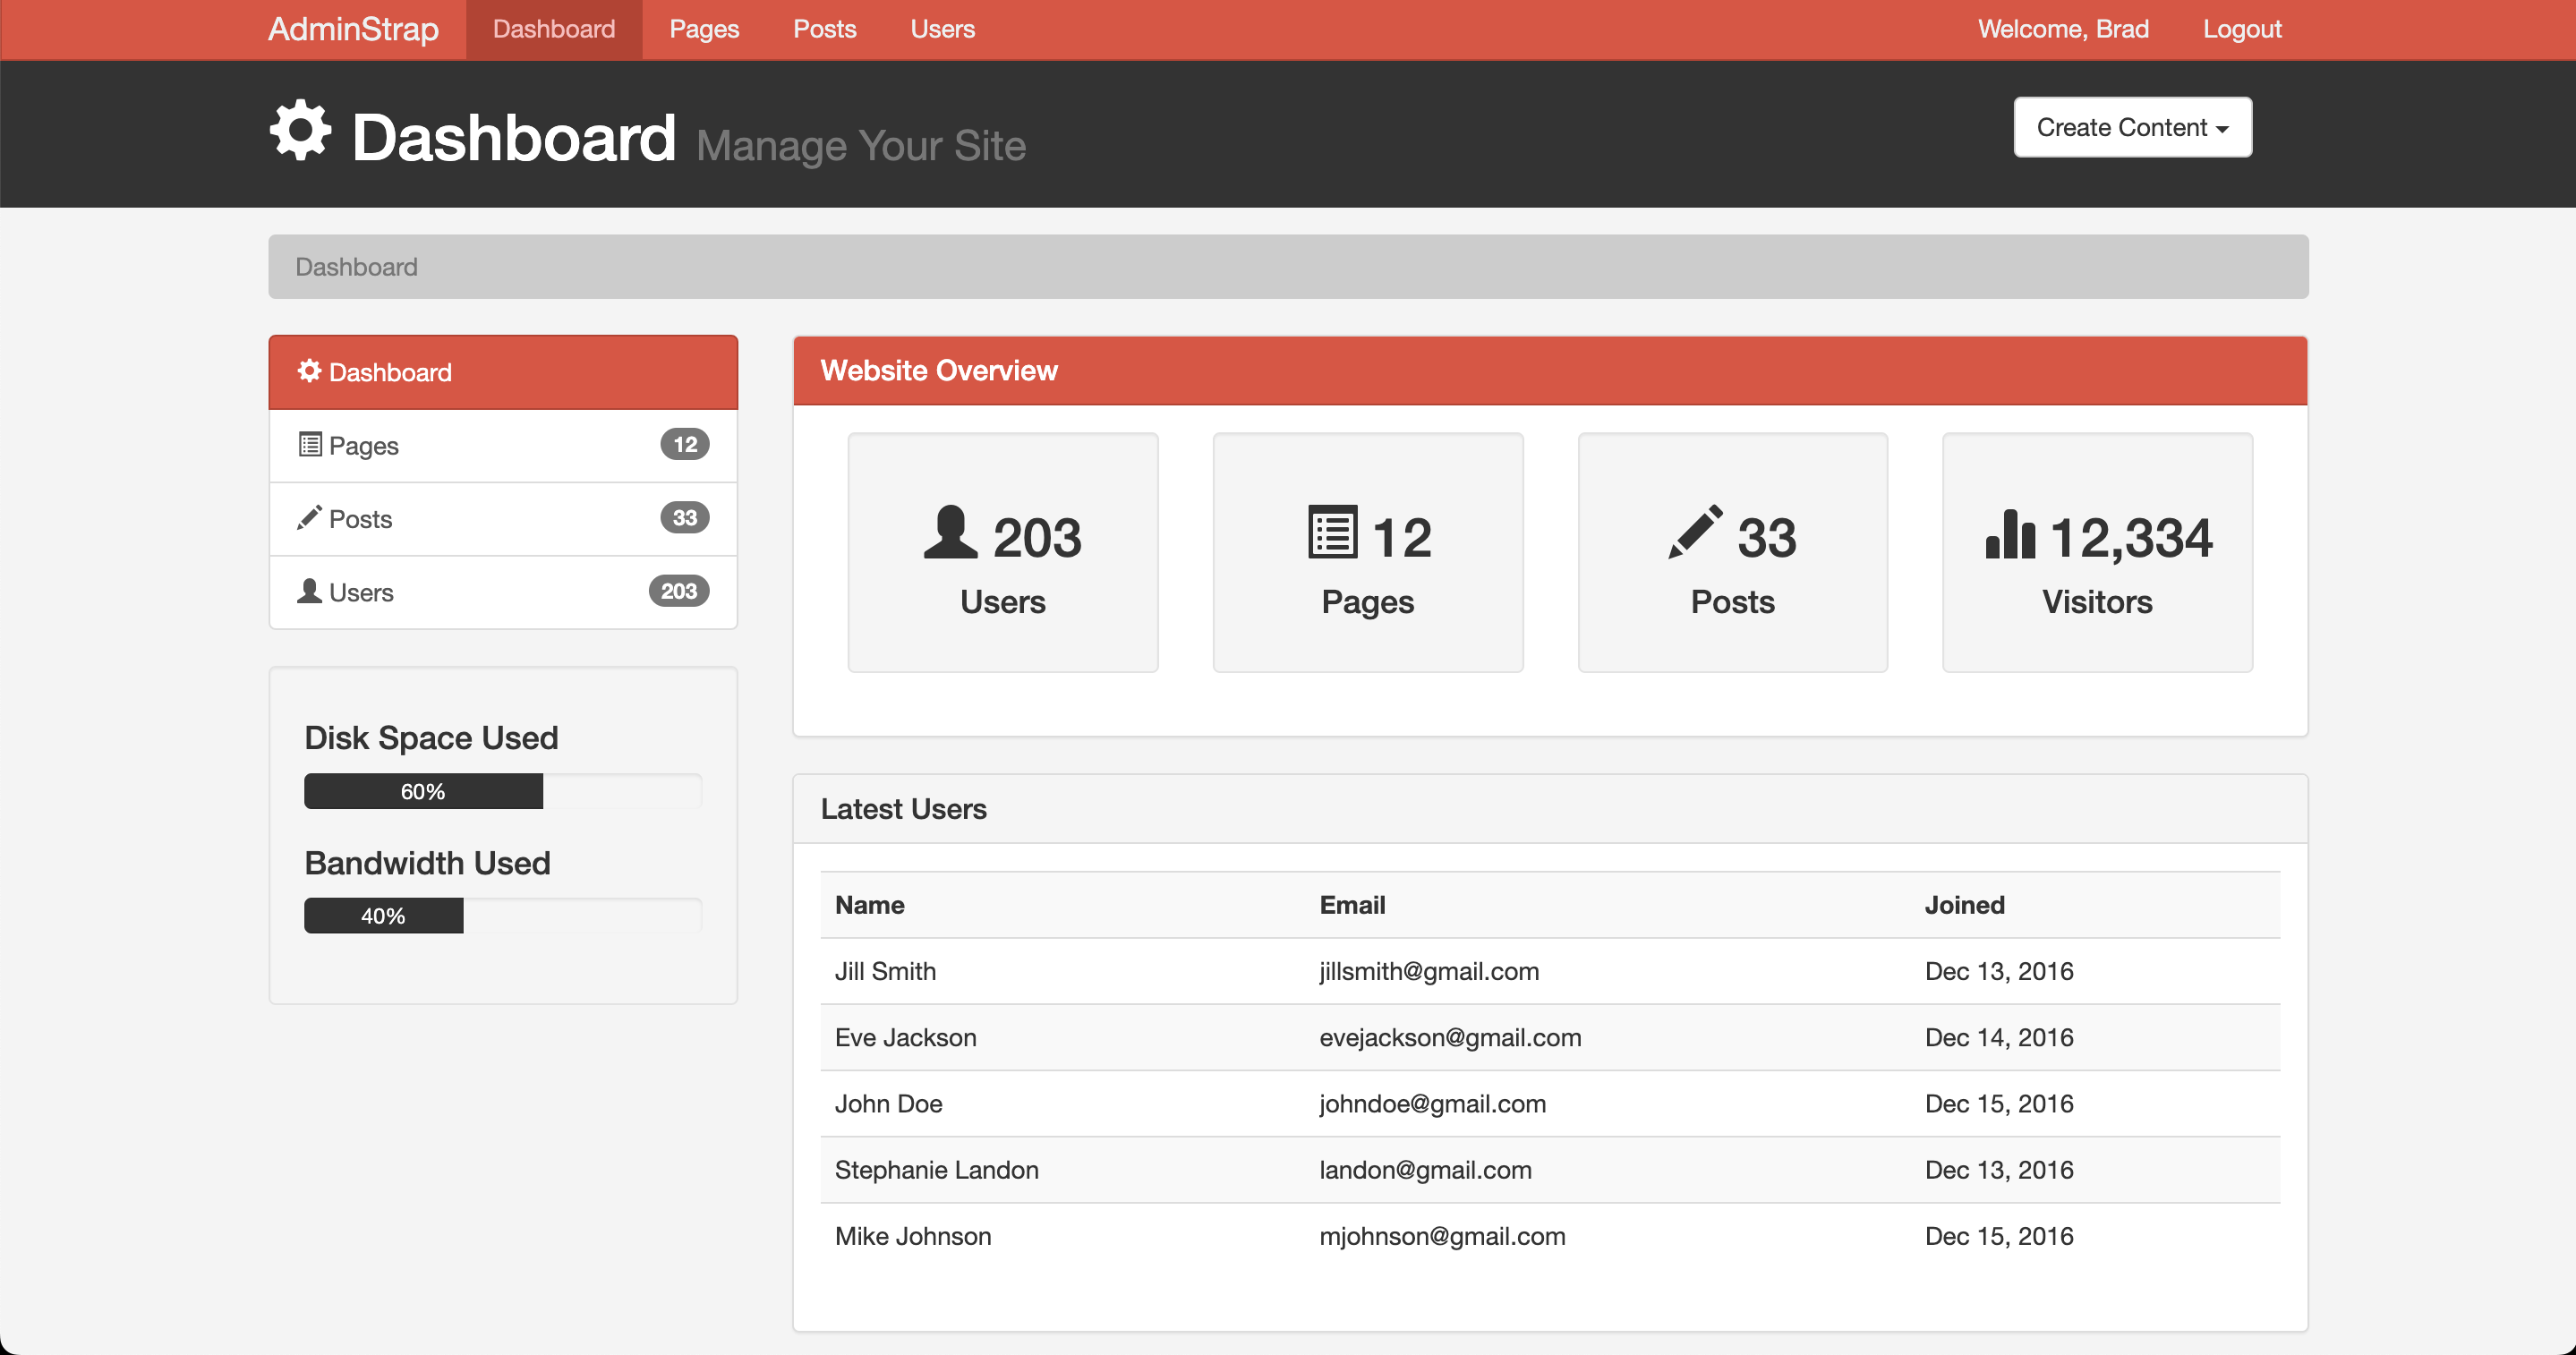 AdminStrap Dashboard Pages Posts Users Welcome, Brad Logout
Dashboard Manage Your Site
Create Content
Dashboard
Dashboard
Pages 12
Posts 33
Users 203
Disk Space Used
60%
Bandwidth Used
40%
Website Overview
203
Users
12
Pages
33
Posts
12,334
Visitors
Latest Users
Name Email Joined
Jill Smith jillsmith@gmail.com Dec 13, 2016
Eve Jackson evejackson@gmail.com Dec 14, 2016
John Doe johndoe@gmail.com Dec 15, 2016
Stephanie Landon landon@gmail.com Dec 13, 2016
Mike Johnson mjohnson@gmail.com Dec 15, 2016